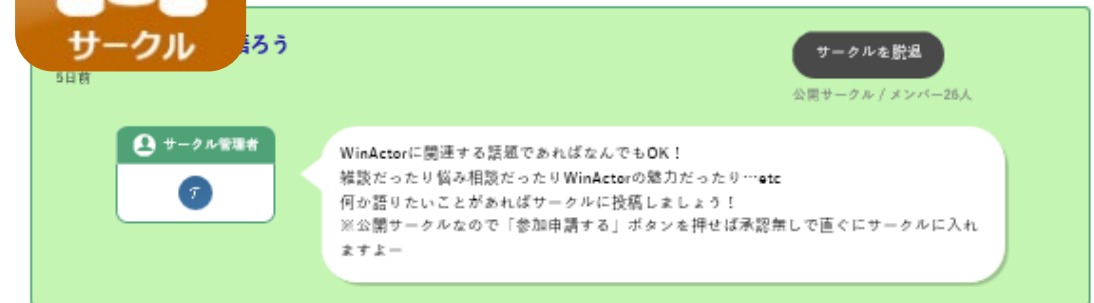 サークル
語ろう
5日前
サークルを脱退
公開サークル / メンバー26人
サークル管理者
T
WinActorに関連する話題であればなんでもOK！
雑談だったり悩み相談だったりWinActorの魅力だったり…etc
何か語りたいことがあればサークルに投稿しましょう！
※公開サークルなので「参加申請する」ボタンを押せば承認無しで直ぐにサークルに入れ
ますよー